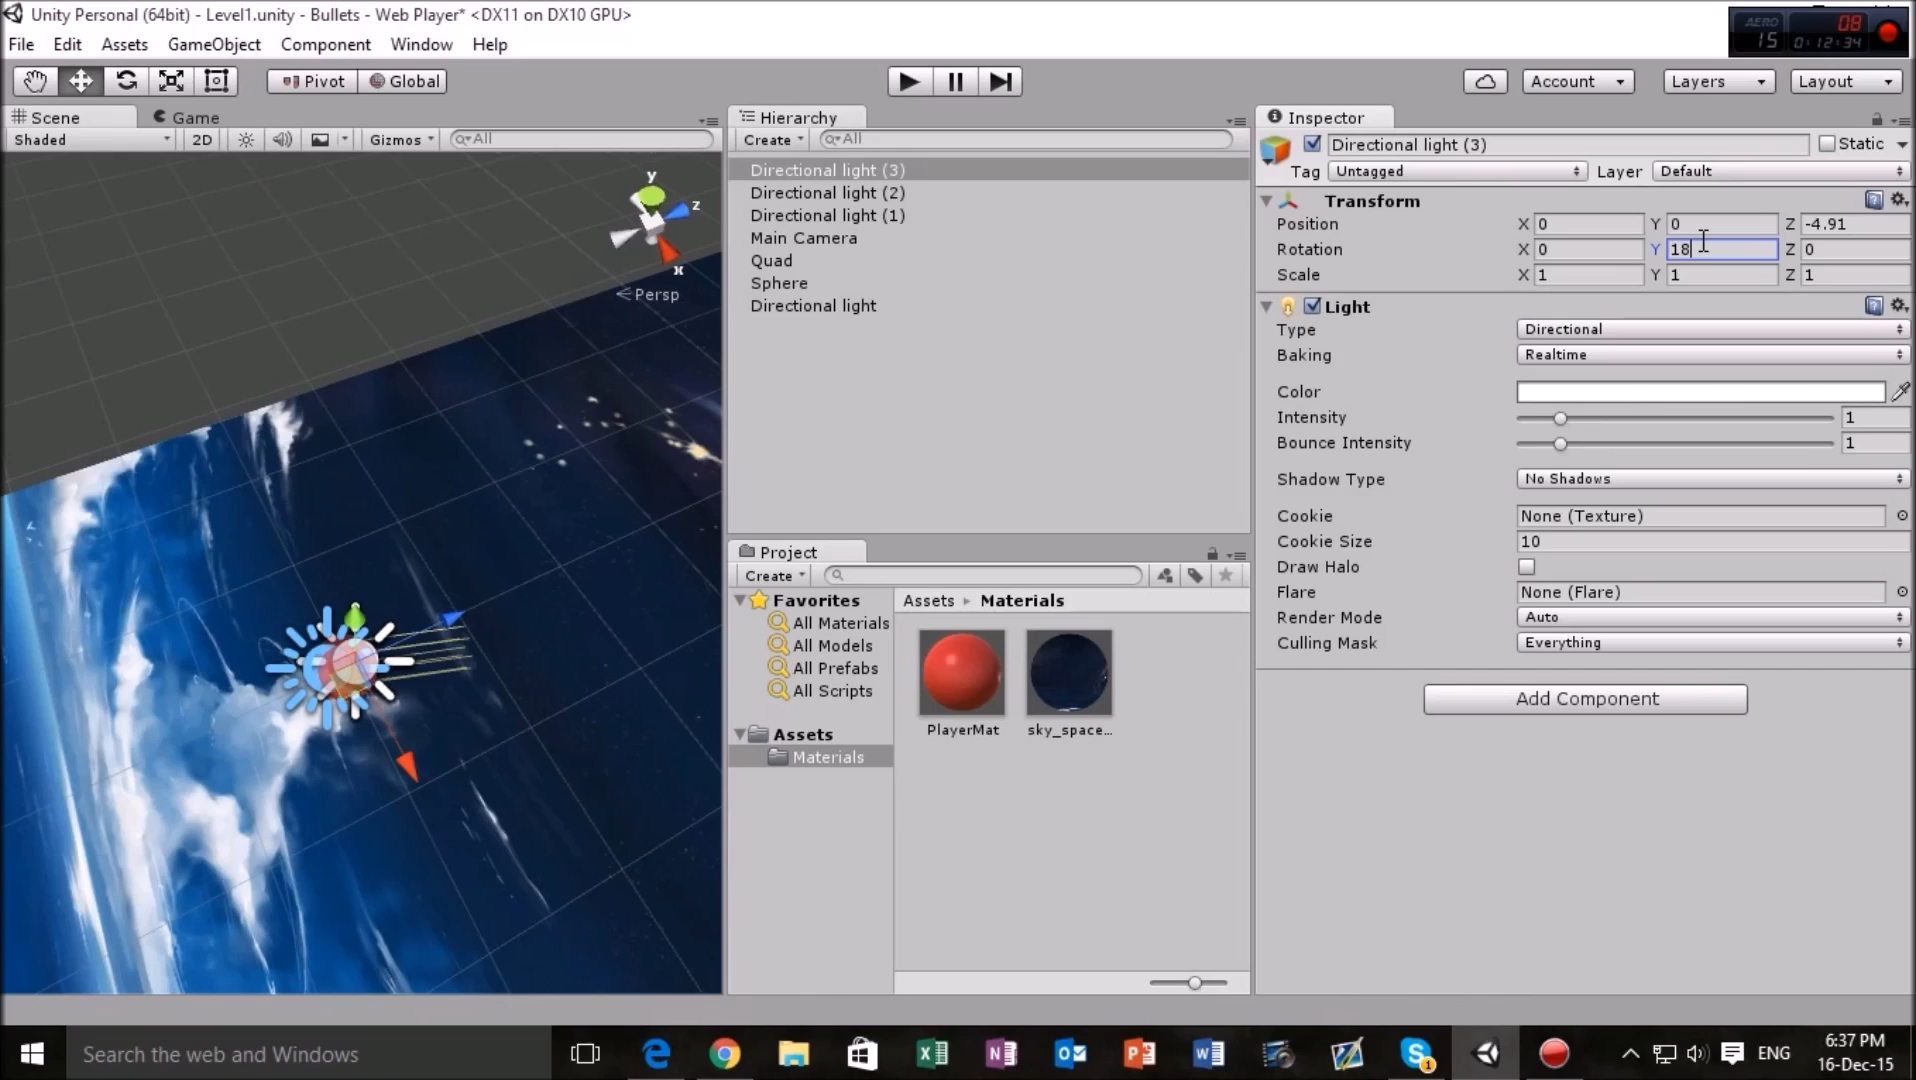 Unity Personal (64bit) - Level1.unity - Bullets - Web Player* <DX11 on DX10 GPU>
AERO 08
15 0:12:34
File Edit Assets GameObject Component Window Help
Pivot Global Account Layers Layout
Scene Game
Shaded 2D Gizmos All
y
z
x
Persp
Hierarchy
Create All
Directional light (3)
Directional light (2)
Directional light (1)
Main Camera
Quad
Sphere
Directional light
Project
Create
Favorites
All Materials
All Models
All Prefabs
All Scripts
Assets
Materials
Assets Materials
PlayerMat sky_space...
Inspector
Directional light (3) Static
Tag Untagged Layer Default
Transform
Position X 0 Y 0 Z -4.91
Rotation X 0 Y 18 Z 0
Scale X 1 Y 1 Z 1
Light
Type Directional
Baking Realtime
Color
Intensity 1
Bounce Intensity 1
Shadow Type No Shadows
Cookie None (Texture)
Cookie Size 10
Draw Halo
Flare None (Flare)
Render Mode Auto
Culling Mask Everything
Add Component
Search the web and Windows
1
ENG
6:37 PM
16-Dec-15